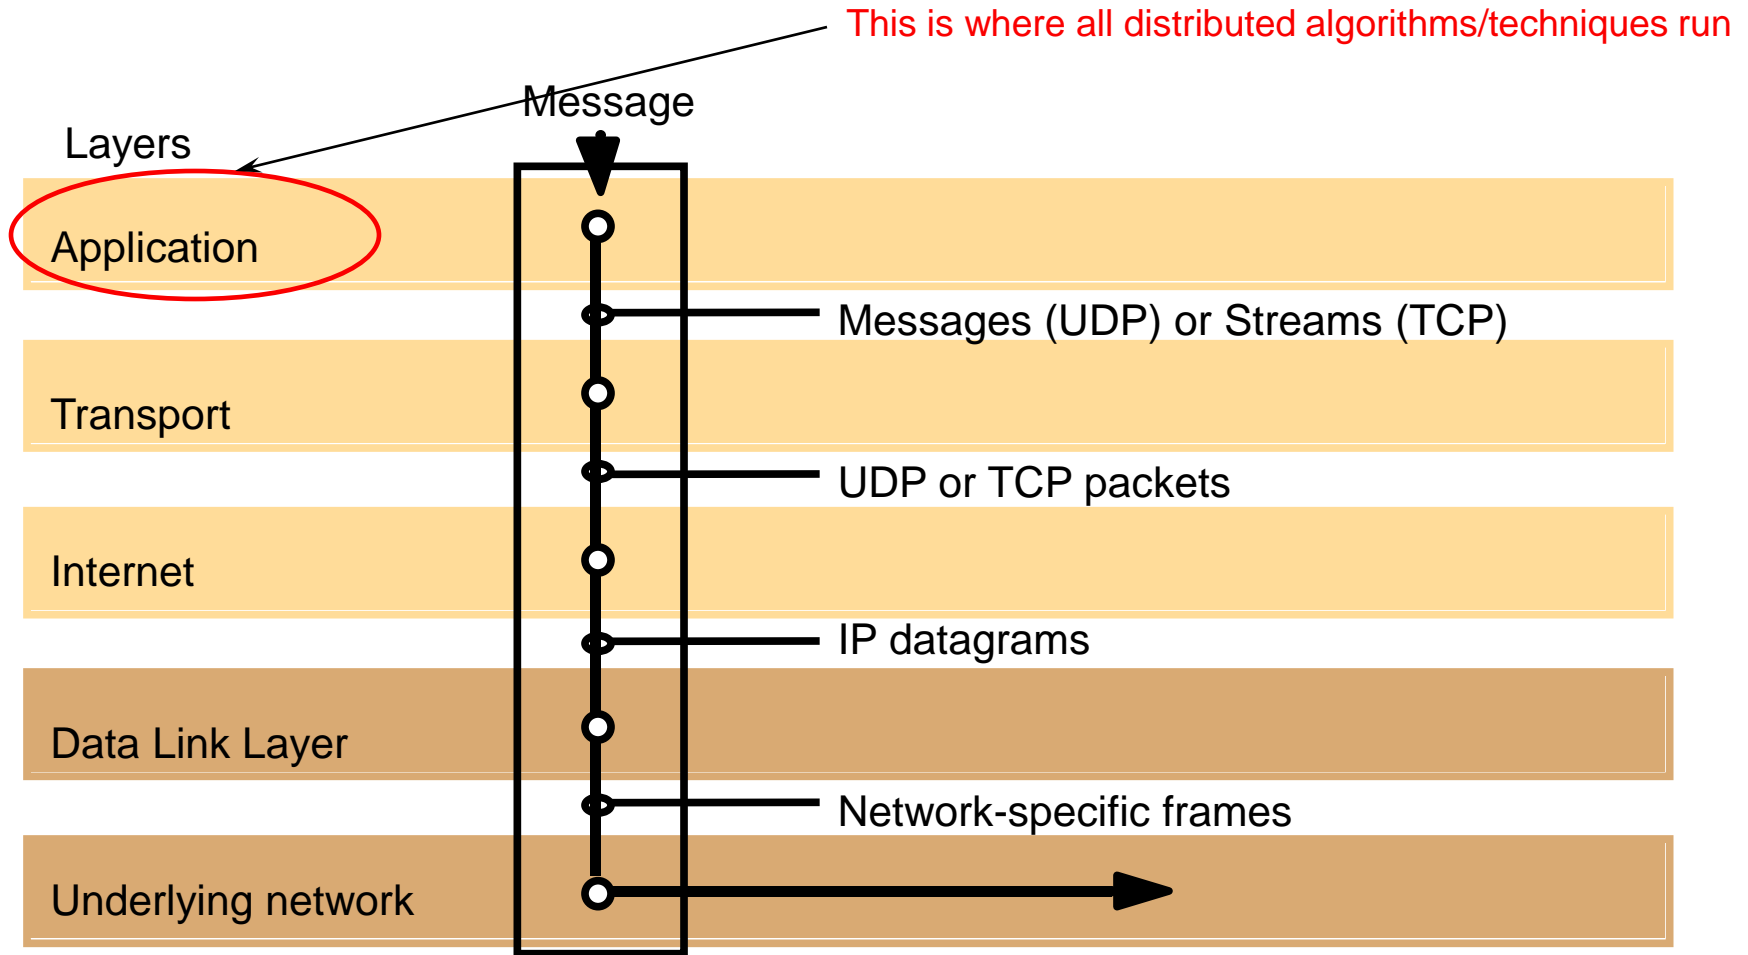 This is where all distributed algorithms/techniques run
Message
Layers
Application
Messages (UDP) or Streams (TCP)
Transport
UDP or TCP packets
Internet
IP datagrams
Data Link Layer
Network-specific frames
Underlying network